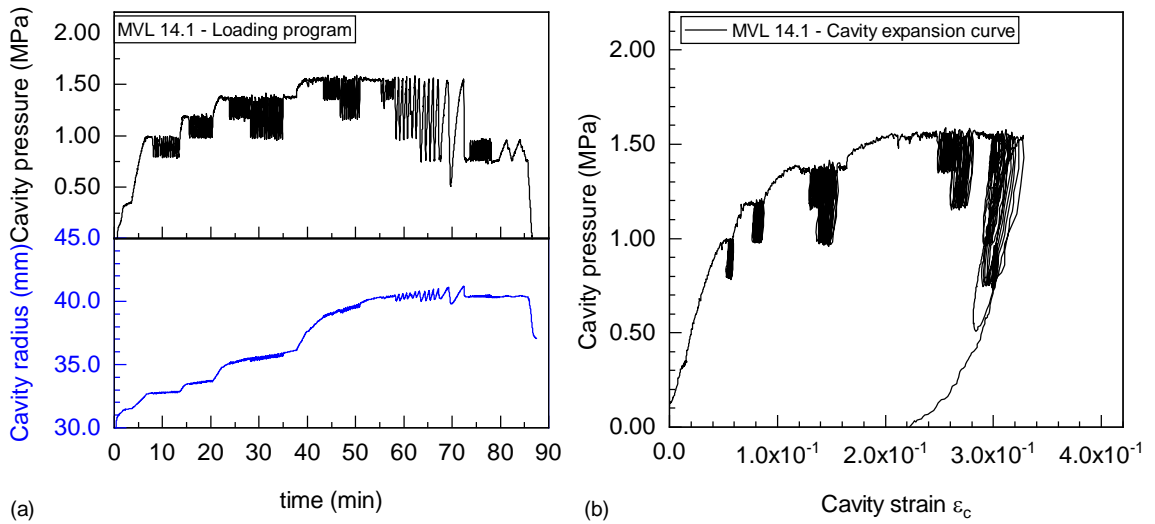 MVL 14.1 - Loading program
Cavity pressure (MPa)
2.00
1.50
1.00
0.50
45.0
Cavity radius (mm)
40.0
35.0
30.0
0 10 20 30 40 50 60 70 80 90
time (min)
(a)
MVL 14.1 - Cavity expansion curve
Cavity pressure (MPa)
2.00
1.50
1.00
0.50
0.00
0.0 1.0x10⁻¹ 2.0x10⁻¹ 3.0x10⁻¹ 4.0x10⁻¹
Cavity strain ε_c
(b)